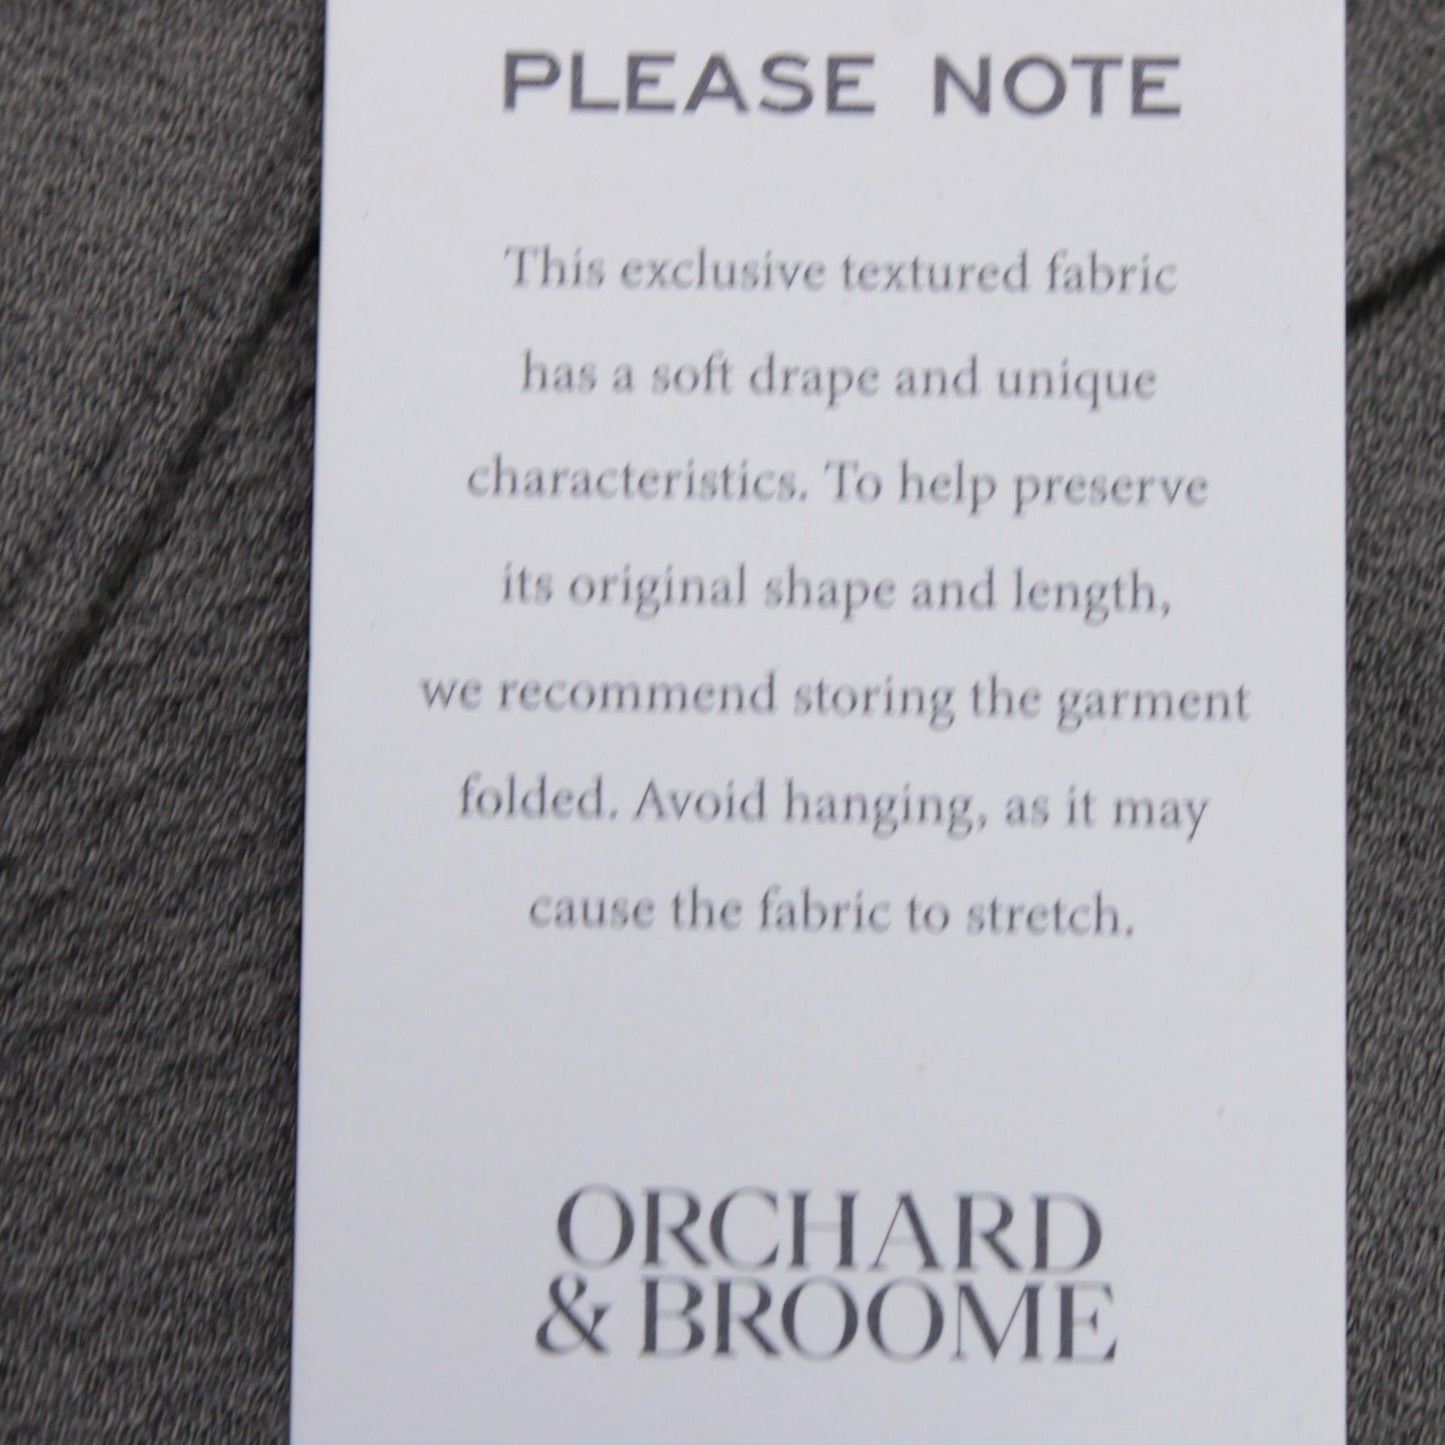 PLEASE NOTE
This exclusive textured fabric
has a soft drape and unique
characteristics. To help preserve
its original shape and length,
we recommend storing the garment
folded. Avoid hanging, as it may
cause the fabric to stretch.
ORCHARD
& BROOME